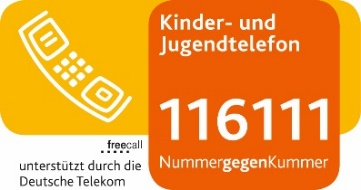 Kinder- und
Jugendtelefon
116111
NummergegenKummer
freecall
unterstützt durch die
Deutsche Telekom